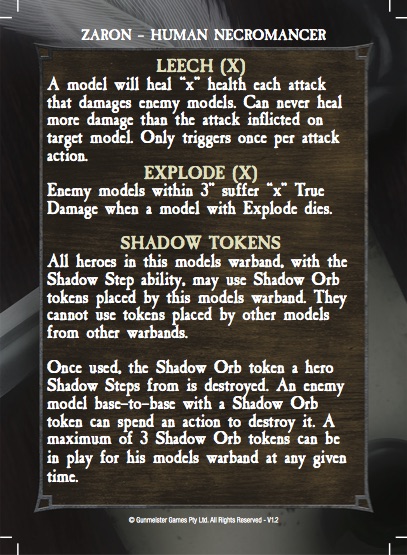 ZARON - HUMAN NECROMANCER
LEECH (X)
A model will heal "x" health each attack
that damages enemy models. Can never heal
more damage than the attack inflicted on
target model. Only triggers once per attack
action.
EXPLODE (X)
Enemy models within 3" suffer "x" True
Damage when a model with Explode dies.
SHADOW TOKENS
All heroes in this models warband, with the
Shadow Step ability, may use Shadow Orb
tokens placed by this models warband. They
cannot use tokens placed by other models
from other warbands.
Once used, the Shadow Orb token a hero
Shadow Steps from is destroyed. An enemy
model base-to-base with a Shadow Orb
token can spend an action to destroy it. A
maximum of 3 Shadow Orb tokens can be
in play for his models warband at any given
time.
© Gunmeister Games Pty Ltd. All Rights Reserved - V1.2